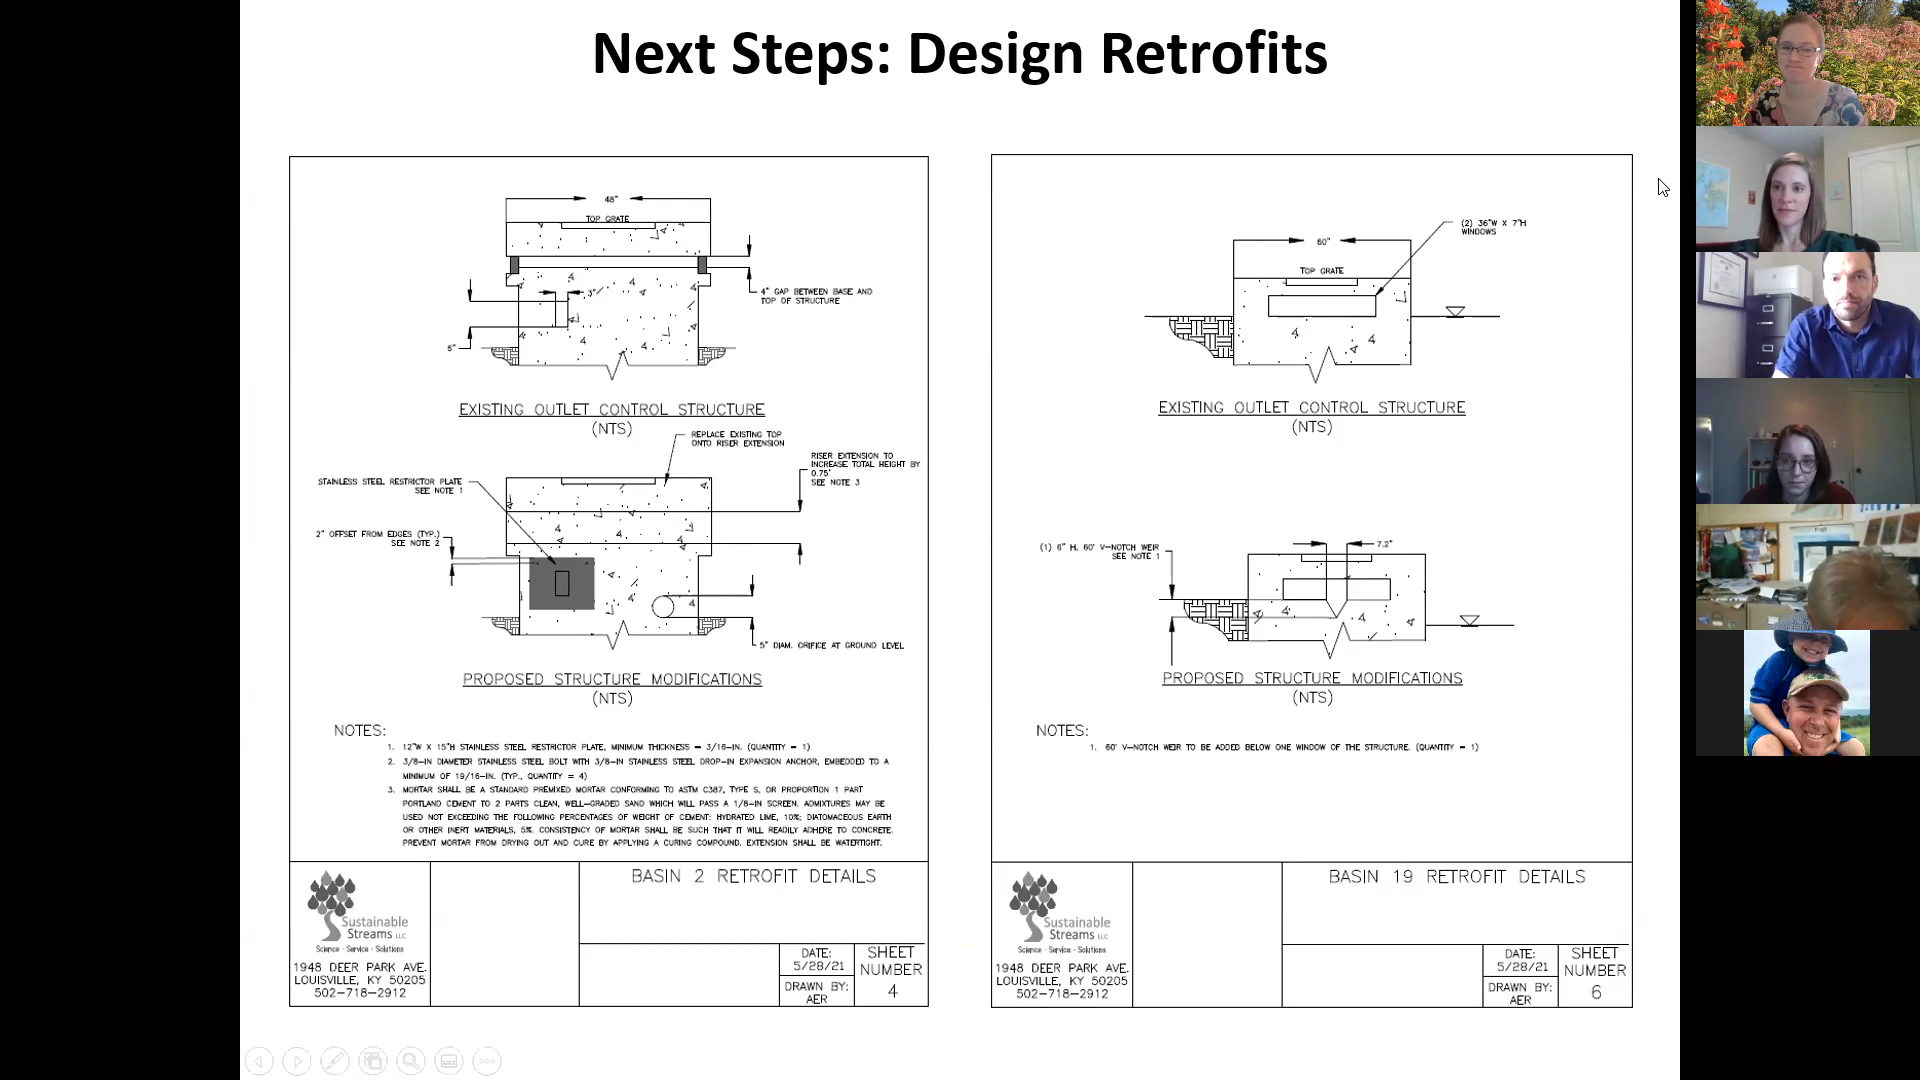 Next Steps: Design Retrofits
48"
TOP GRATE
3"
4" GAP BETWEEN BASE AND
TOP OF STRUCTURE
6"
EXISTING OUTLET CONTROL STRUCTURE
(NTS)
REPLACE EXISTING TOP
ONTO RISER EXTENSION
RISER EXTENSION TO
INCREASE TOTAL HEIGHT BY
0.75'
SEE NOTE 3
STAINLESS STEEL RESTRICTOR PLATE
SEE NOTE 1
2" OFFSET FROM EDGES (TYP.)
SEE NOTE 2
5" DIAM. ORIFICE AT GROUND LEVEL
PROPOSED STRUCTURE MODIFICATIONS
(NTS)
NOTES:
1. 12"W X 15"H STAINLESS STEEL RESTRICTOR PLATE, MINIMUM THICKNESS = 3/16-IN. (QUANTITY = 1)
2. 3/8-IN DIAMETER STAINLESS STEEL BOLT WITH 3/8-IN STAINLESS STEEL DROP-IN EXPANSION ANCHOR, EMBEDDED TO A
MINIMUM OF 19/16-IN. (TYP., QUANTITY = 4)
3. MORTAR SHALL BE A STANDARD PREMIXED MORTAR CONFORMING TO ASTM C387, TYPE S, OR PROPORTION 1 PART
PORTLAND CEMENT TO 2 PARTS CLEAN, WELL-GRADED SAND WHICH WILL PASS A 1/8-IN SCREEN. ADMIXTURES MAY BE
USED NOT EXCEEDING THE FOLLOWING PERCENTAGES OF WEIGHT OF CEMENT: HYDRATED LIME, 10%; DIATOMACEOUS EARTH
OR OTHER INERT MATERIALS, 5%. CONSISTENCY OF MORTAR SHALL BE SUCH THAT IT WILL READILY ADHERE TO CONCRETE.
PREVENT MORTAR FROM DRYING OUT AND CURE BY APPLYING A CURING COMPOUND. EXTENSION SHALL BE WATERTIGHT.
Sustainable
Streams LLC
Science - Service - Solutions
1948 DEER PARK AVE.
LOUISVILLE, KY 50205
502-718-2912
BASIN 2 RETROFIT DETAILS
DATE:
5/28/21
DRAWN BY:
AER
SHEET
NUMBER
4
(2) 36"W X 7"H
WINDOWS
60"
TOP GRATE
EXISTING OUTLET CONTROL STRUCTURE
(NTS)
(1) 6" H. 60° V-NOTCH WEIR
SEE NOTE 1
7.2"
PROPOSED STRUCTURE MODIFICATIONS
(NTS)
NOTES:
1. 60° V-NOTCH WEIR TO BE ADDED BELOW ONE WINDOW OF THE STRUCTURE. (QUANTITY = 1)
Sustainable
Streams LLC
Science - Service - Solutions
1948 DEER PARK AVE.
LOUISVILLE, KY 50205
502-718-2912
BASIN 19 RETROFIT DETAILS
DATE:
5/28/21
DRAWN BY:
AER
SHEET
NUMBER
6